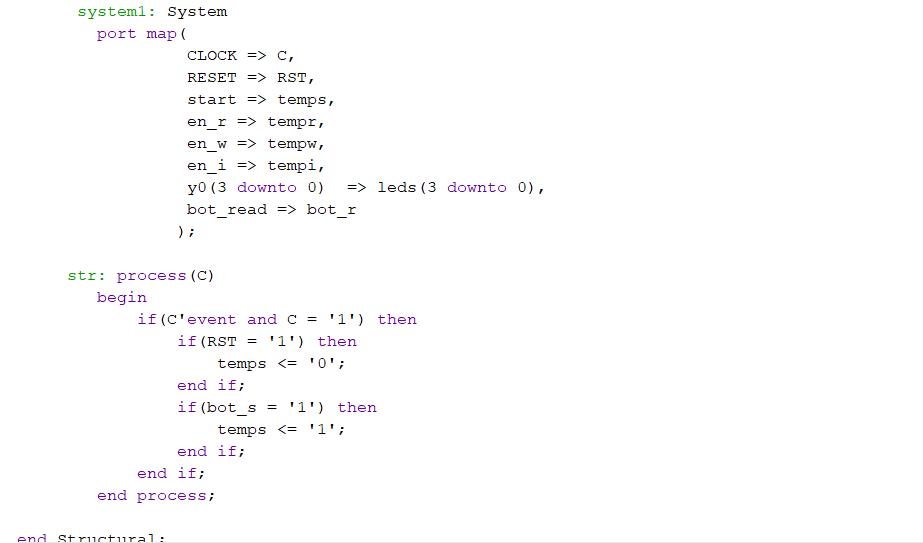 system1: System
port map(
CLOCK => C,
RESET => RST,
start => temps,
en_r => tempr,
en_w => tempw,
en_i => tempi,
y0(3 downto 0)  => leds(3 downto 0),
bot_read => bot_r
);
str: process(C)
begin
if(C'event and C = '1') then
if(RST = '1') then
temps <= '0';
end if;
if(bot_s = '1') then
temps <= '1';
end if;
end if;
end process;
end Structural;